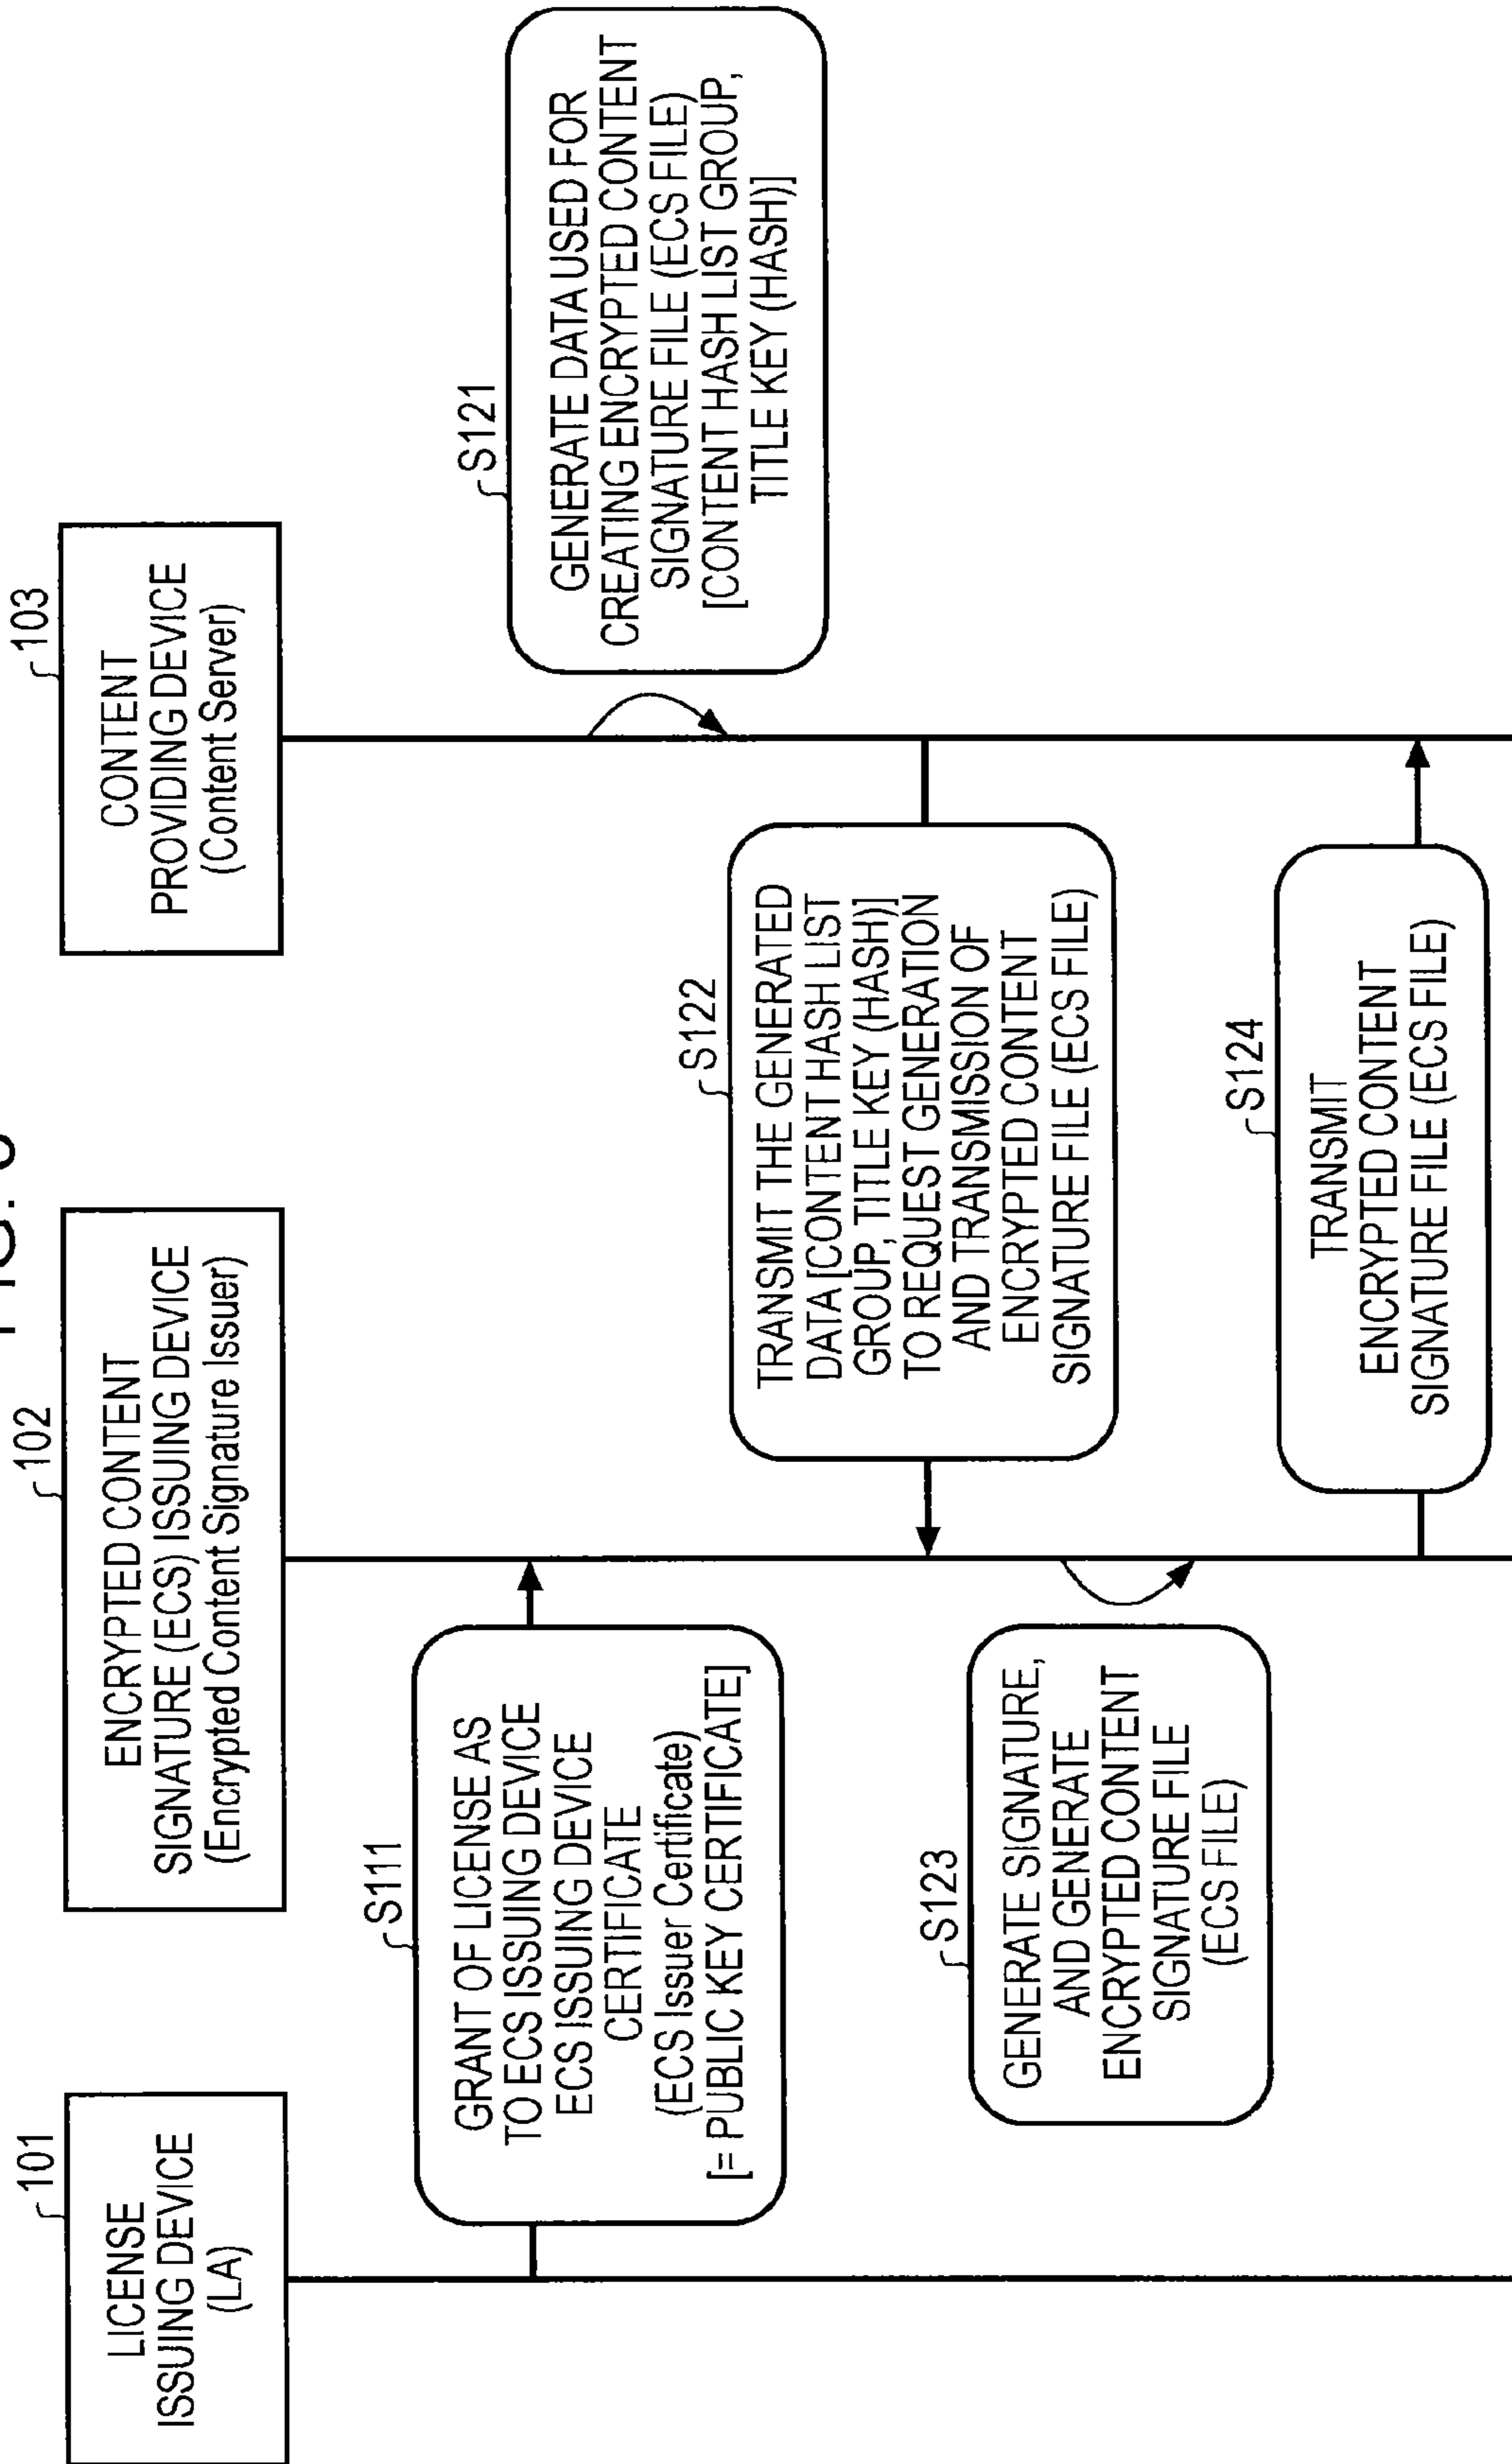 101
LICENSE
ISSUING DEVICE
(LA)
102
ENCRYPTED CONTENT
SIGNATURE (ECS) ISSUING DEVICE
(Encrypted Content Signature Issuer)
103
CONTENT
PROVIDING DEVICE
(Content Server)
S111
GRANT OF LICENSE AS
TO ECS ISSUING DEVICE
ECS ISSUING DEVICE
CERTIFICATE
(ECS Issuer Certificate)
[= PUBLIC KEY CERTIFICATE]
S121
GENERATE DATA USED FOR
CREATING ENCRYPTED CONTENT
SIGNATURE FILE (ECS FILE)
[CONTENT HASH LIST GROUP,
TITLE KEY (HASH)]
S122
TRANSMIT THE GENERATED
DATA [CONTENT HASH LIST
GROUP, TITLE KEY (HASH)]
TO REQUEST GENERATION
AND TRANSMISSION OF
ENCRYPTED CONTENT
SIGNATURE FILE (ECS FILE)
S123
GENERATE SIGNATURE,
AND GENERATE
ENCRYPTED CONTENT
SIGNATURE FILE
(ECS FILE)
S124
TRANSMIT
ENCRYPTED CONTENT
SIGNATURE FILE (ECS FILE)